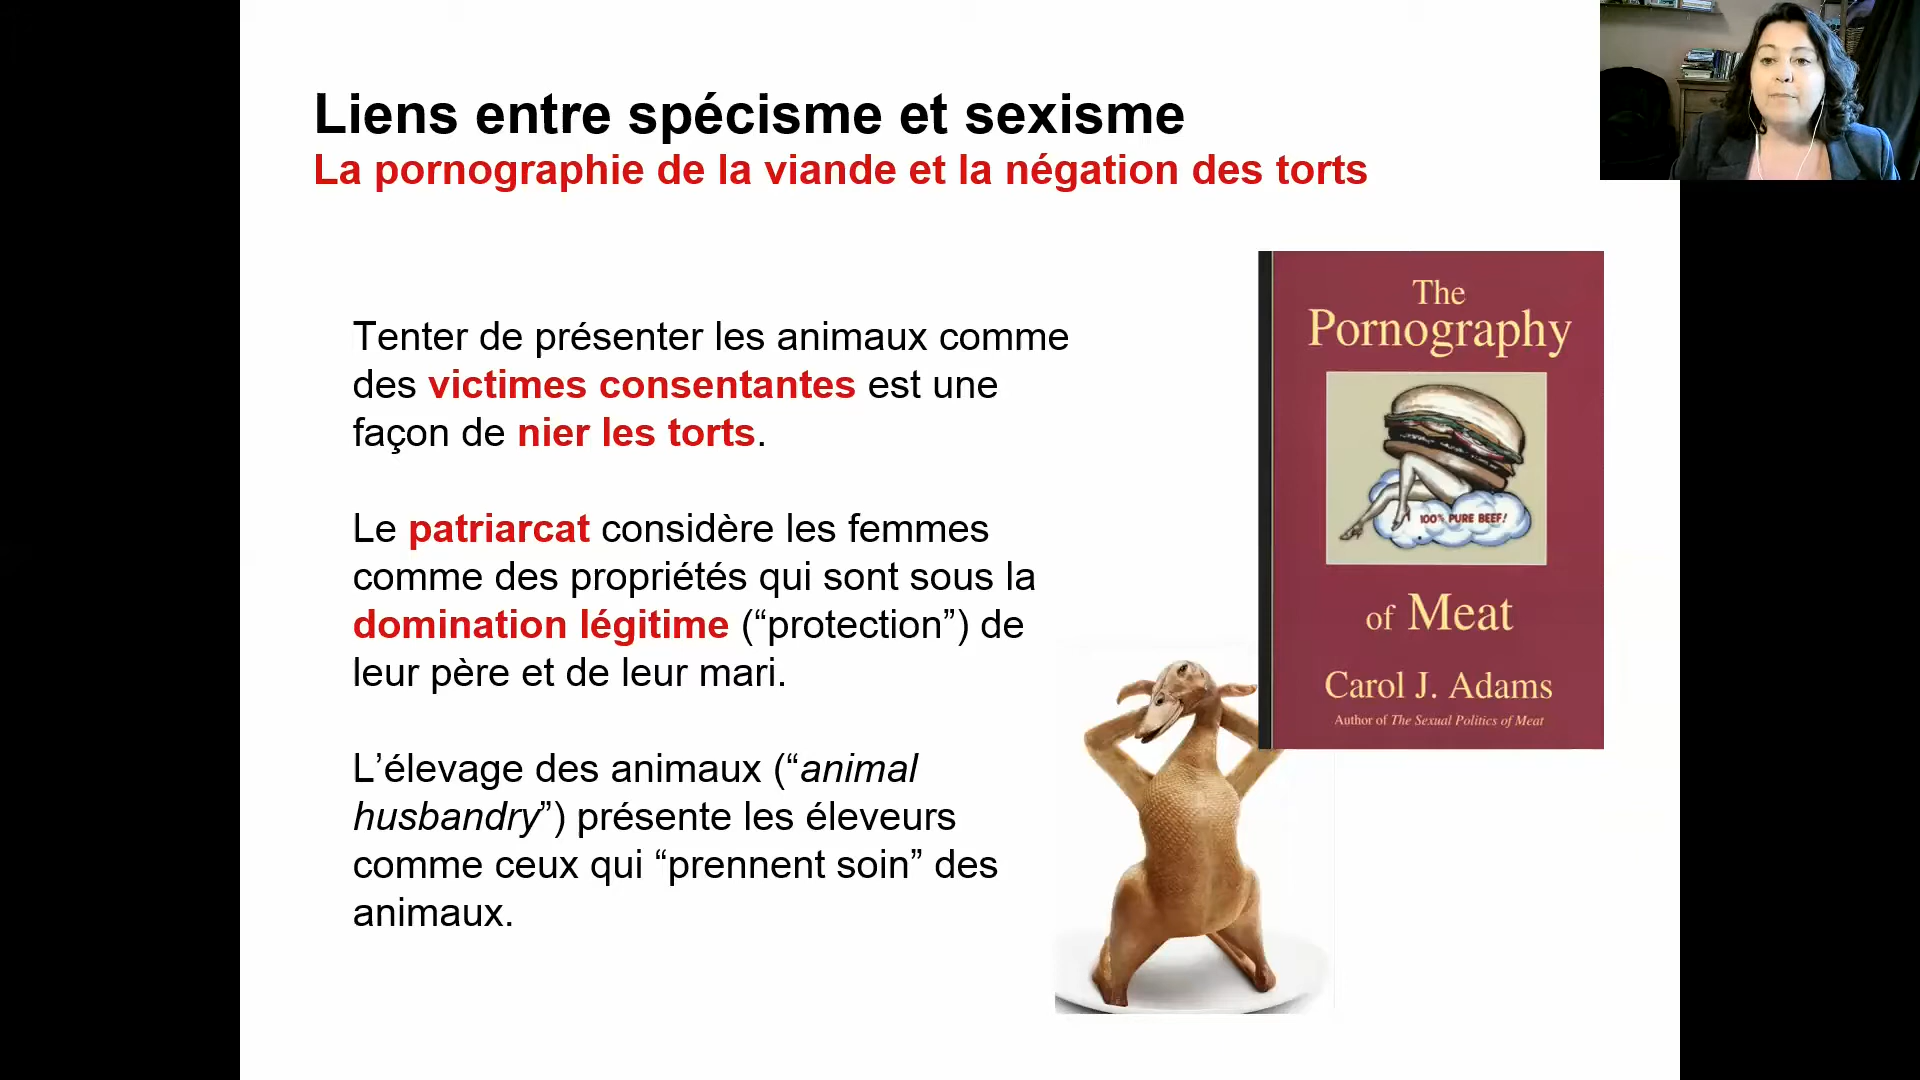 Liens entre spécisme et sexisme
La pornographie de la viande et la négation des torts
Tenter de présenter les animaux comme
des victimes consentantes est une
façon de nier les torts.
Le patriarcat considère les femmes
comme des propriétés qui sont sous la
domination légitime (“protection”) de
leur père et de leur mari.
L’élevage des animaux (“animal
husbandry”) présente les éleveurs
comme ceux qui “prennent soin” des
animaux.
The
Pornography
100% PURE BEEF!
of Meat
Carol J. Adams
Author of The Sexual Politics of Meat